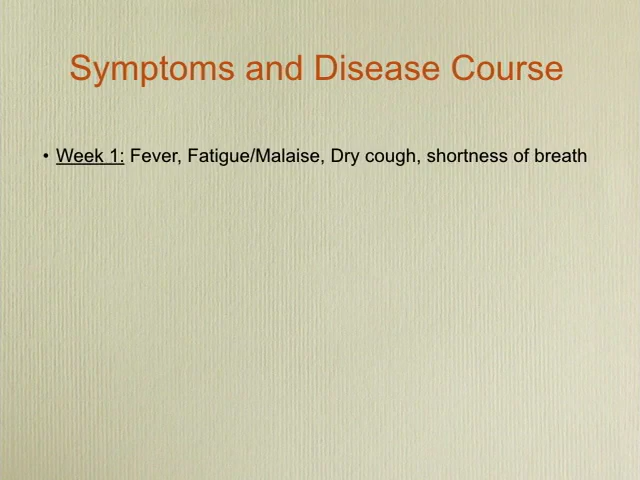 Symptoms and Disease Course
• Week 1: Fever, Fatigue/Malaise, Dry cough, shortness of breath